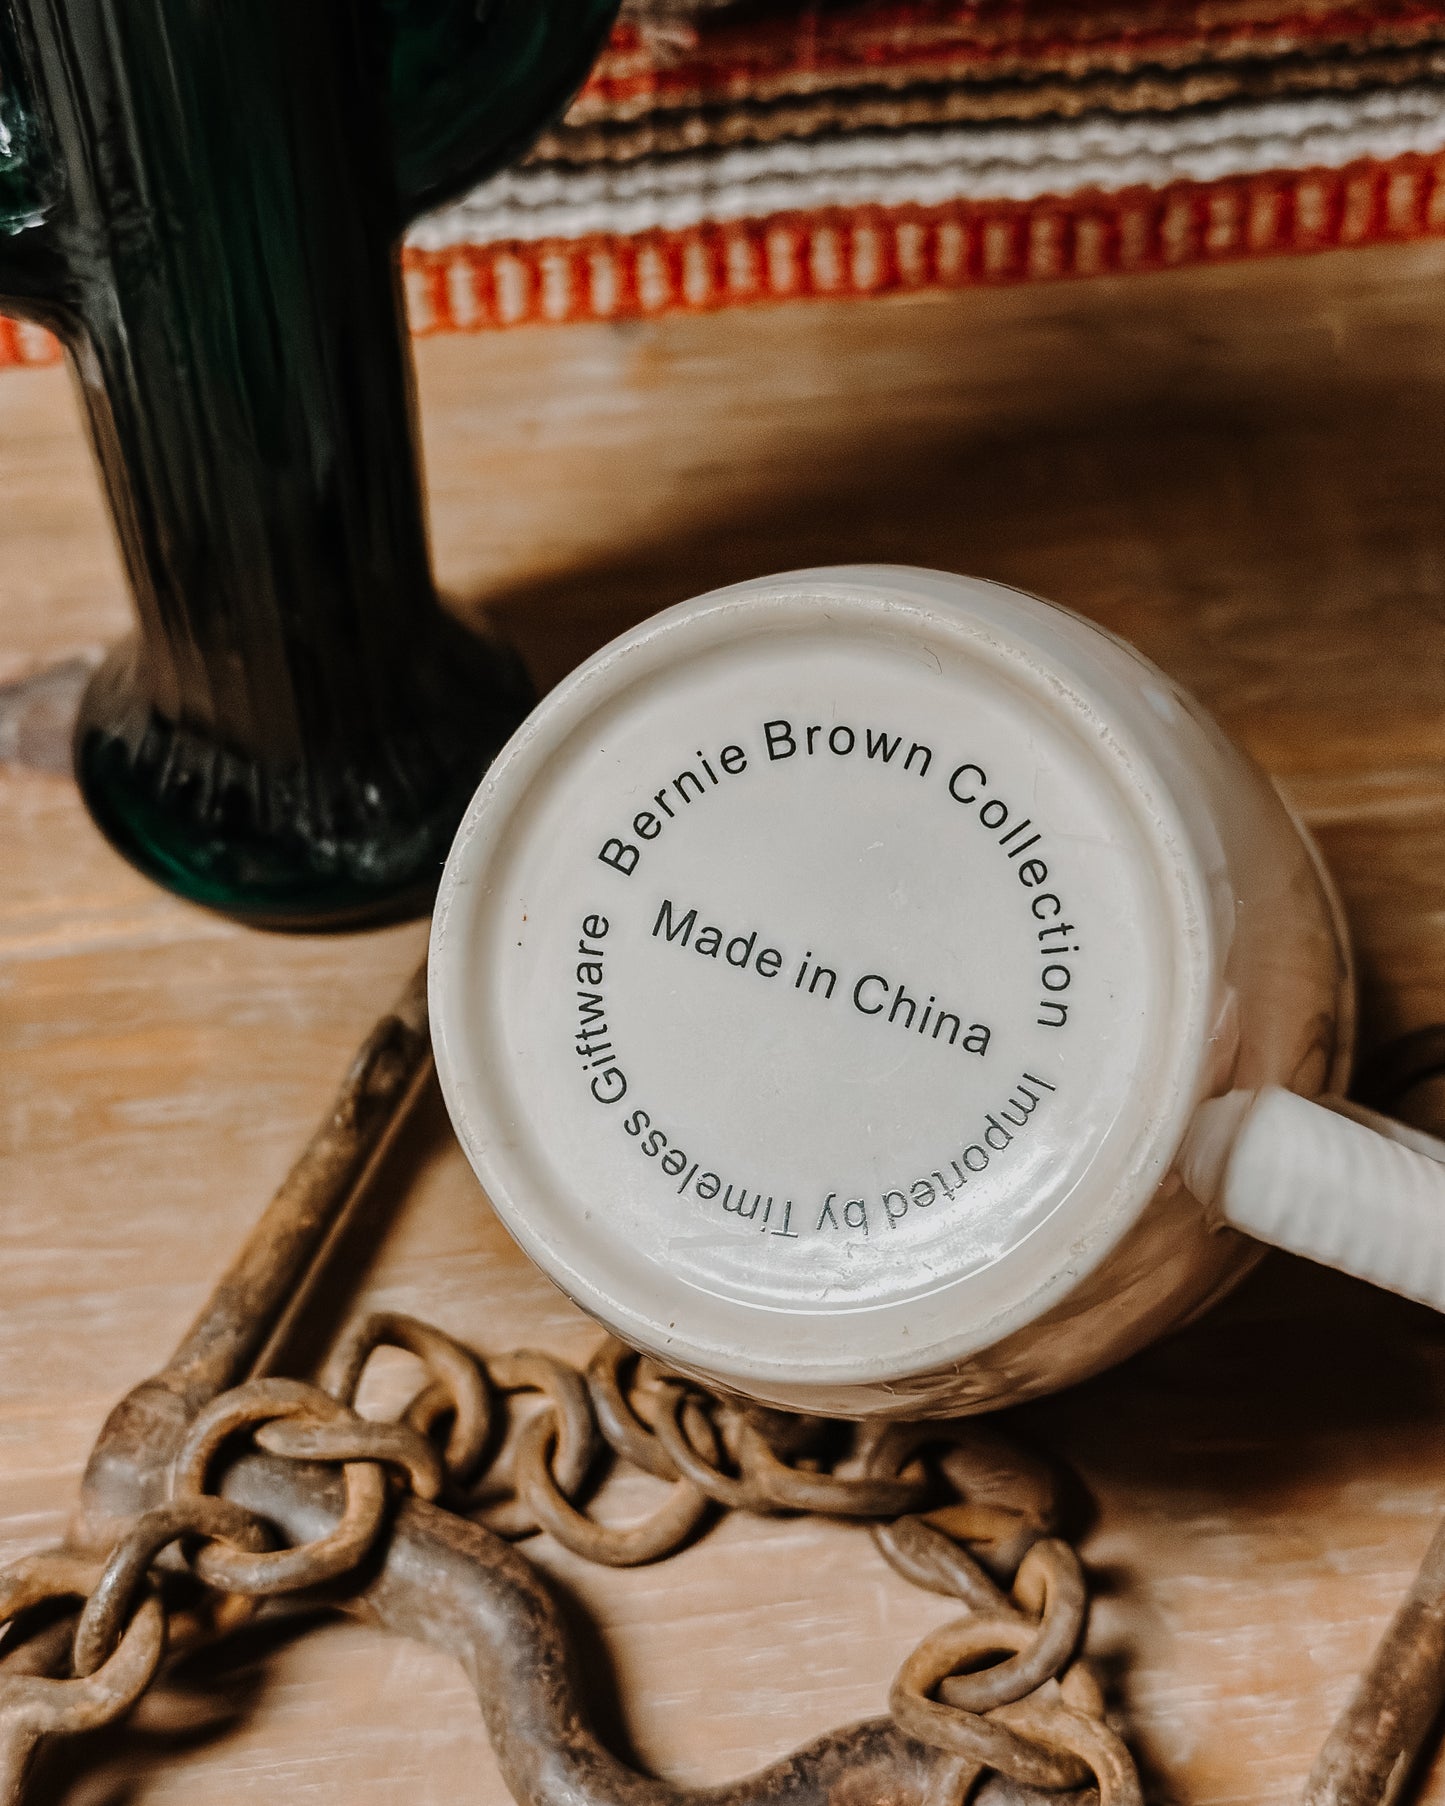 Bernie Brown Collection
Made in China
Imported by Timeless Giftware